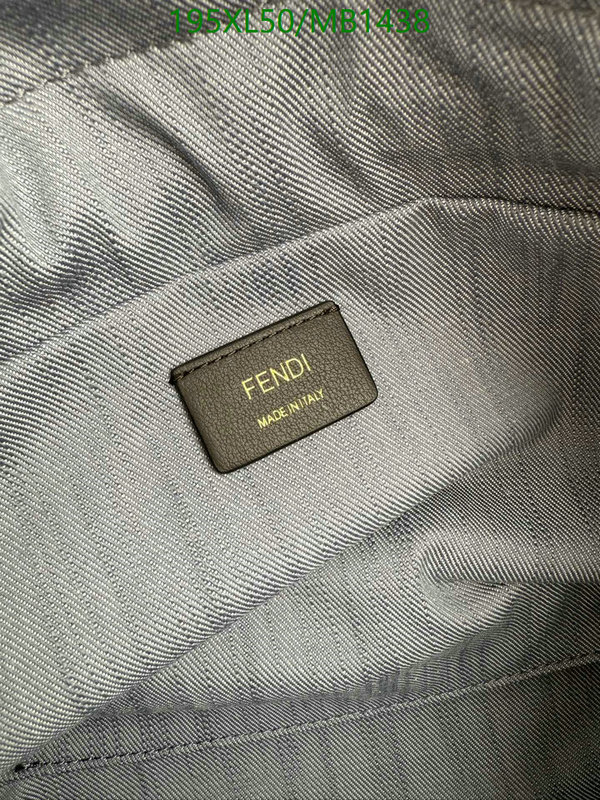 195XL50/MB1438
FENDI
MADE IN ITALY